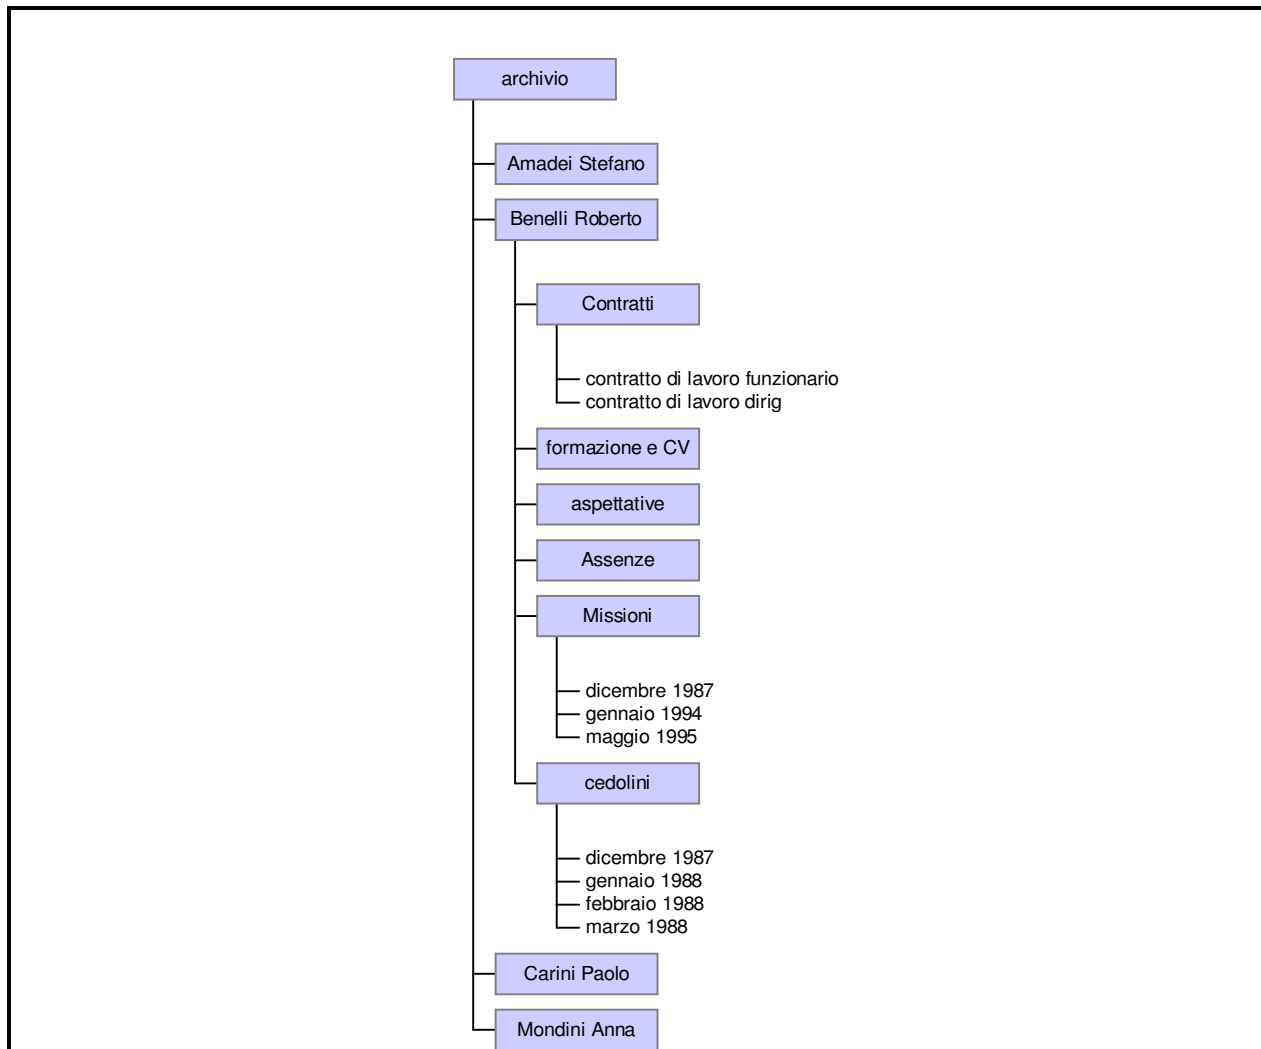 archivio
Amadei Stefano
Benelli Roberto
Contratti
contratto di lavoro funzionario
contratto di lavoro dirig
formazione e CV
aspettative
Assenze
Missioni
dicembre 1987
gennaio 1994
maggio 1995
cedolini
dicembre 1987
gennaio 1988
febbraio 1988
marzo 1988
Carini Paolo
Mondini Anna